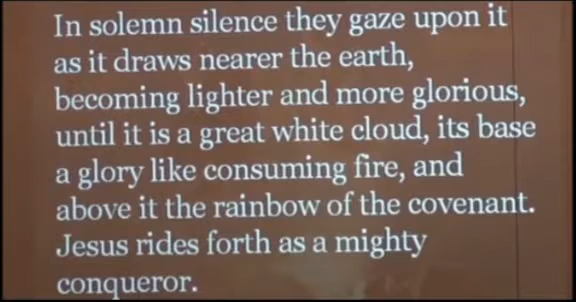 In solemn silence they gaze upon it
as it draws nearer the earth,
becoming lighter and more glorious,
until it is a great white cloud, its base
a glory like consuming fire, and
above it the rainbow of the covenant.
Jesus rides forth as a mighty
conqueror.